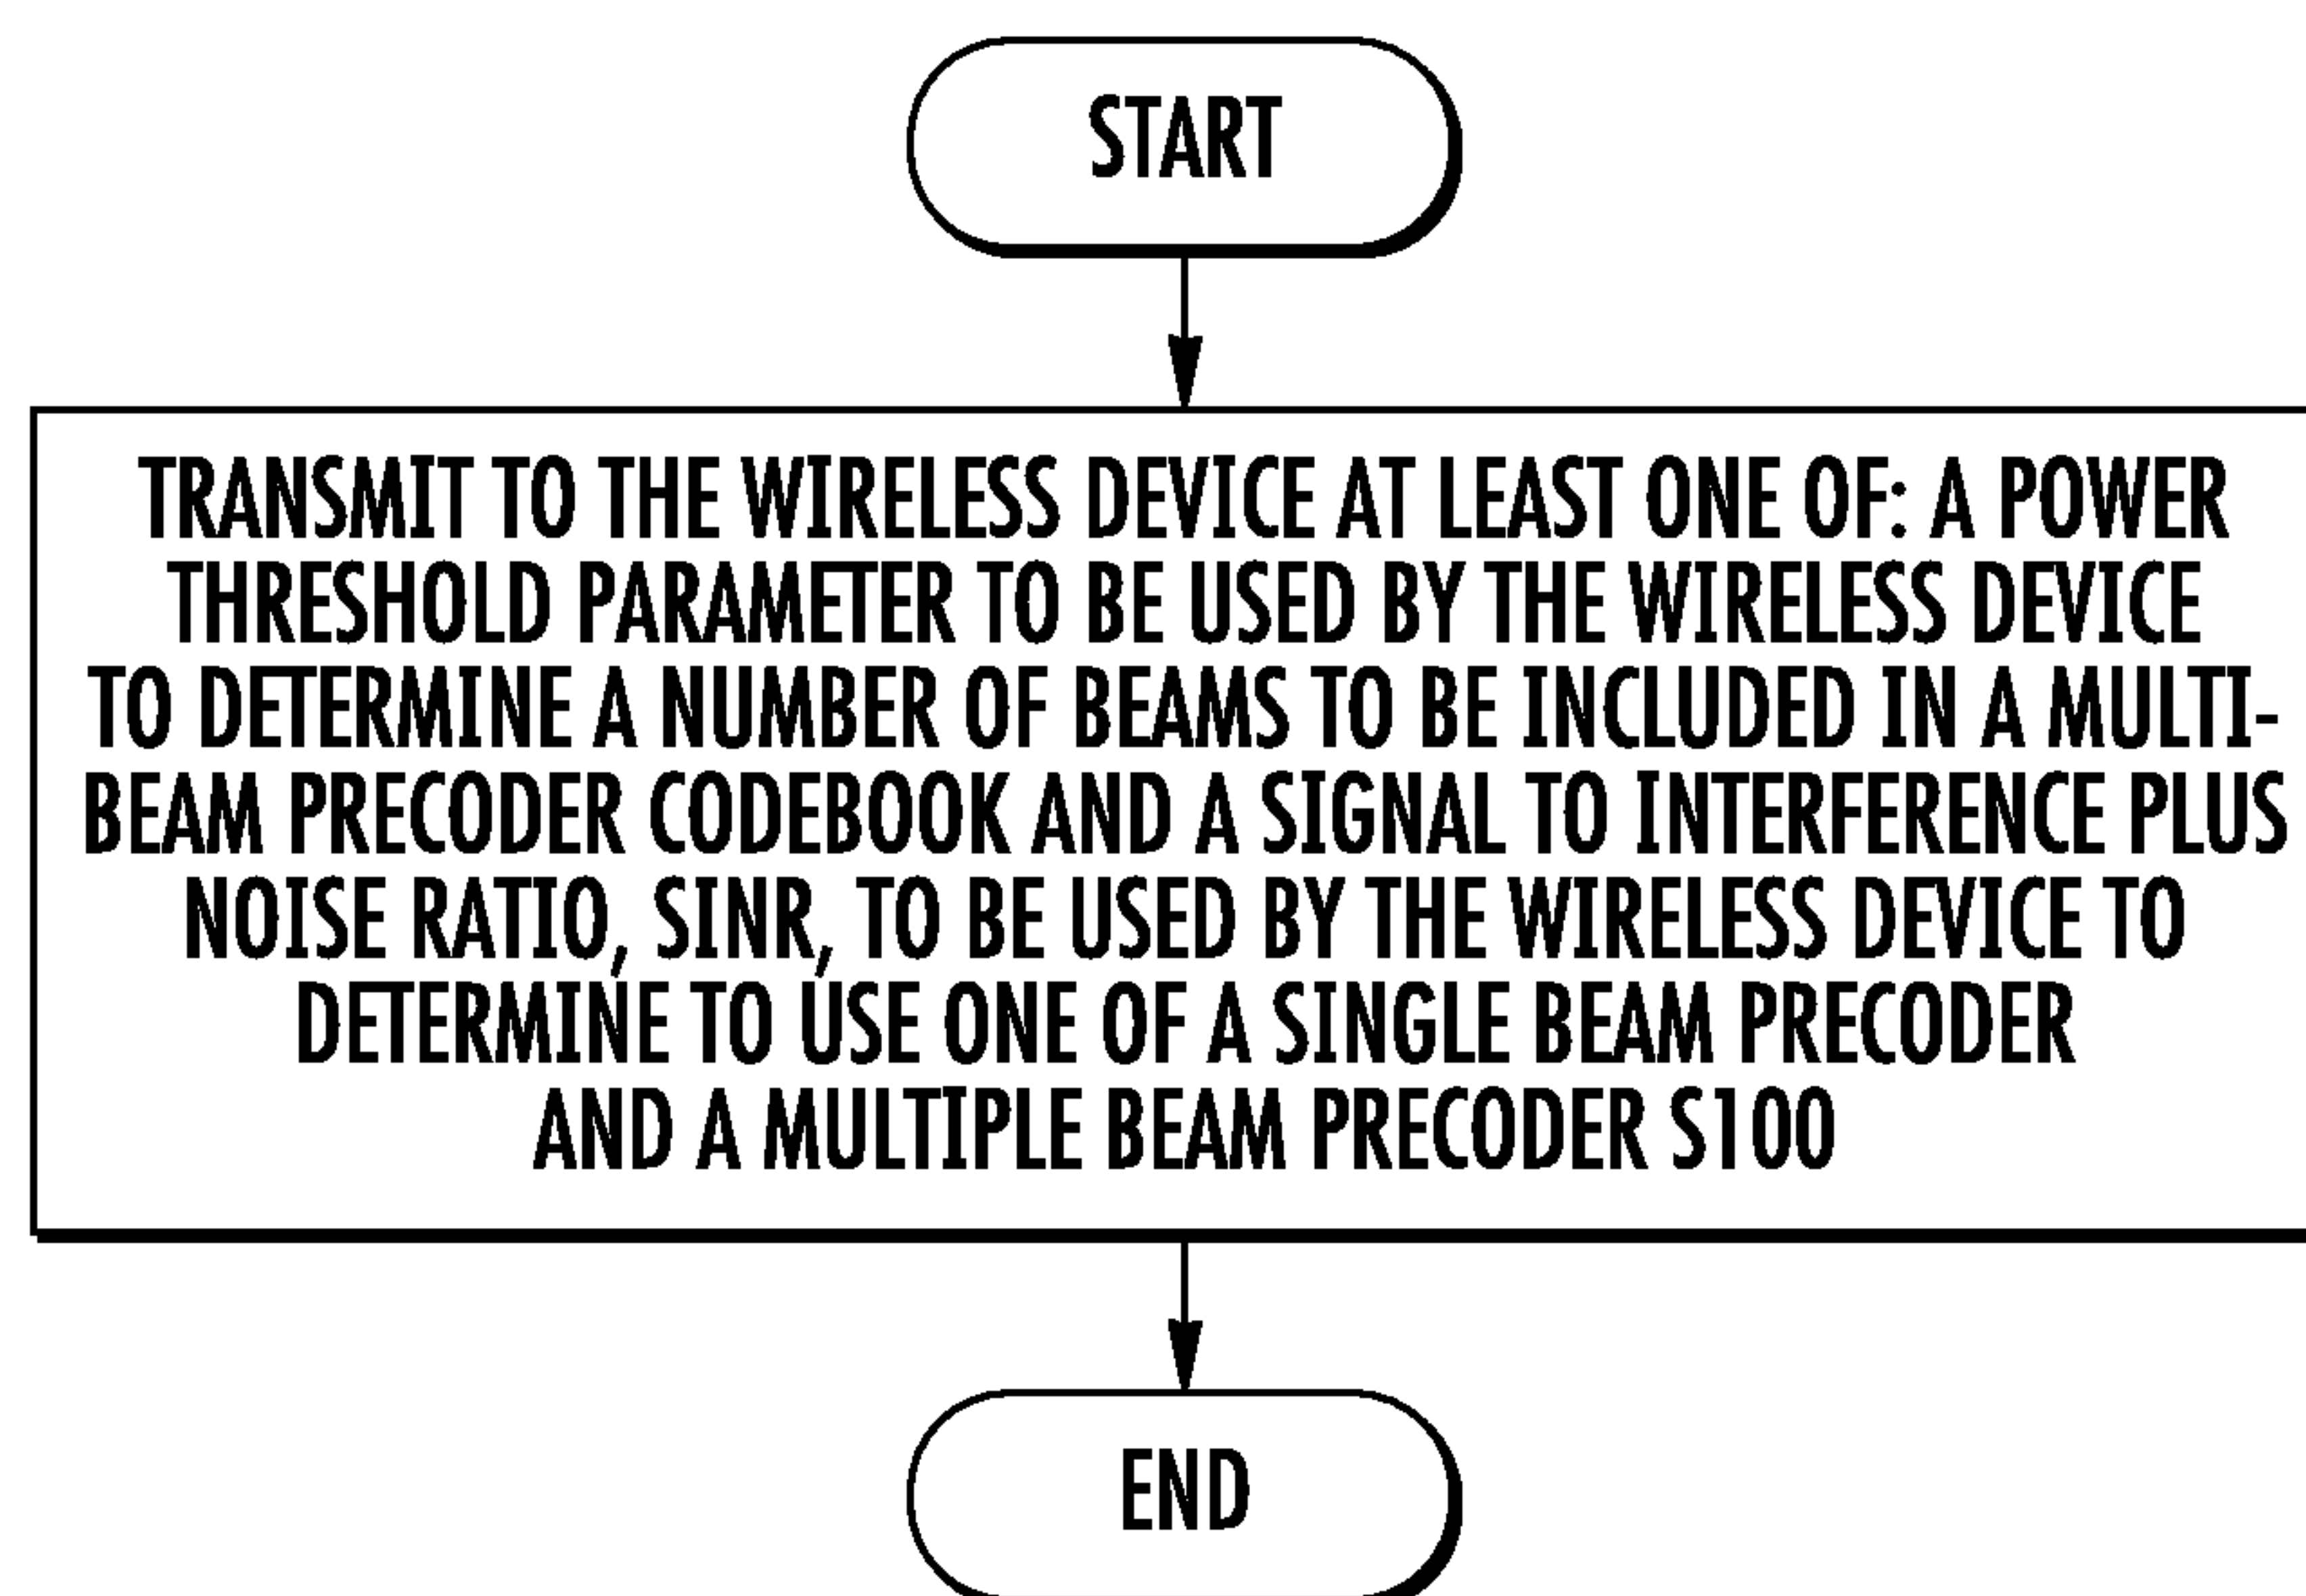 START
TRANSMIT TO THE WIRELESS DEVICE AT LEAST ONE OF: A POWER
THRESHOLD PARAMETER TO BE USED BY THE WIRELESS DEVICE
TO DETERMINE A NUMBER OF BEAMS TO BE INCLUDED IN A MULTI-
BEAM PRECODER CODEBOOK AND A SIGNAL TO INTERFERENCE PLUS
NOISE RATIO, SINR, TO BE USED BY THE WIRELESS DEVICE TO
DETERMINE TO USE ONE OF A SINGLE BEAM PRECODER
AND A MULTIPLE BEAM PRECODER S100
END